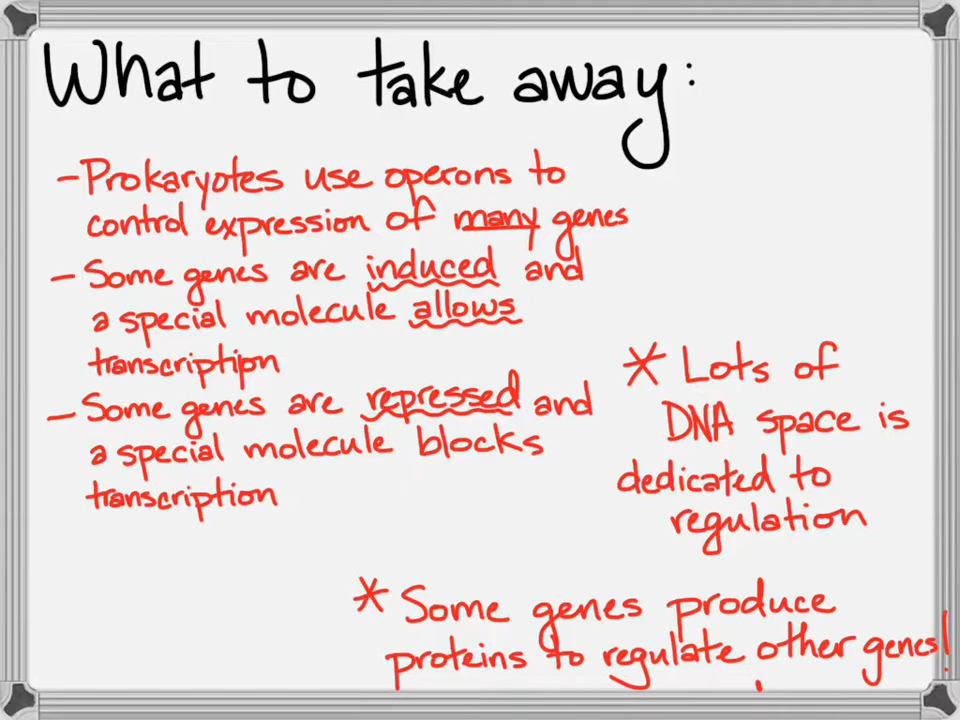 What to take away:
- Prokaryotes use operons to
control expression of many genes
- Some genes are induced and
a special molecule allows
transcription
- Some genes are repressed and
a special molecule blocks
transcription
* Lots of
DNA space is
dedicated to
regulation
* Some genes produce
proteins to regulate other genes!